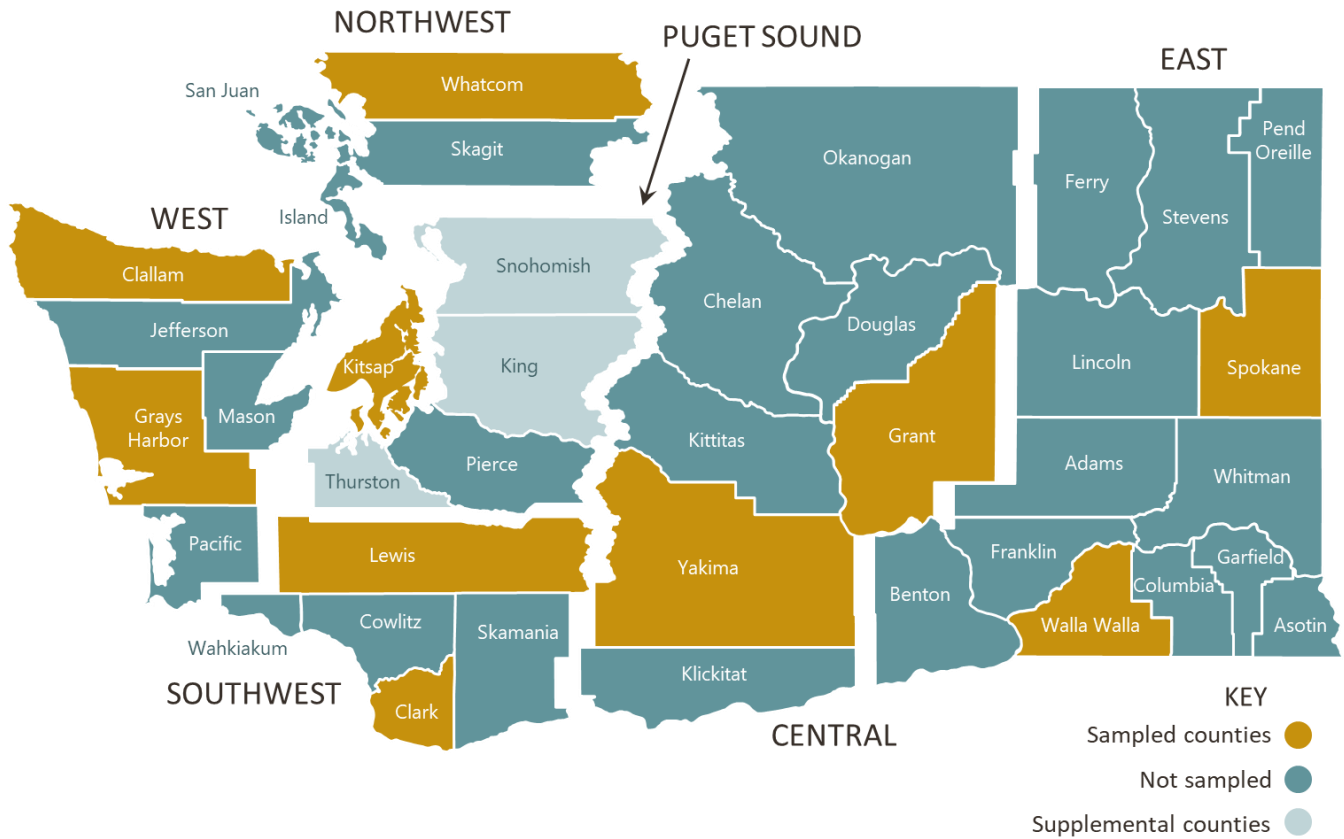 NORTHWEST
PUGET SOUND
EAST
San Juan
Whatcom
Skagit
Okanogan
Ferry
Stevens
Pend
Oreille
WEST
Island
Clallam
Snohomish
Chelan
Douglas
Jefferson
Kitsap
King
Lincoln
Spokane
Grays
Harbor
Mason
Kittitas
Grant
Pierce
Thurston
Adams
Whitman
Pacific
Lewis
Yakima
Franklin
Garfield
Benton
Columbia
Walla Walla
Asotin
Cowlitz
Skamania
Wahkiakum
Klickitat
SOUTHWEST
Clark
CENTRAL
KEY
Sampled counties
Not sampled
Supplemental counties